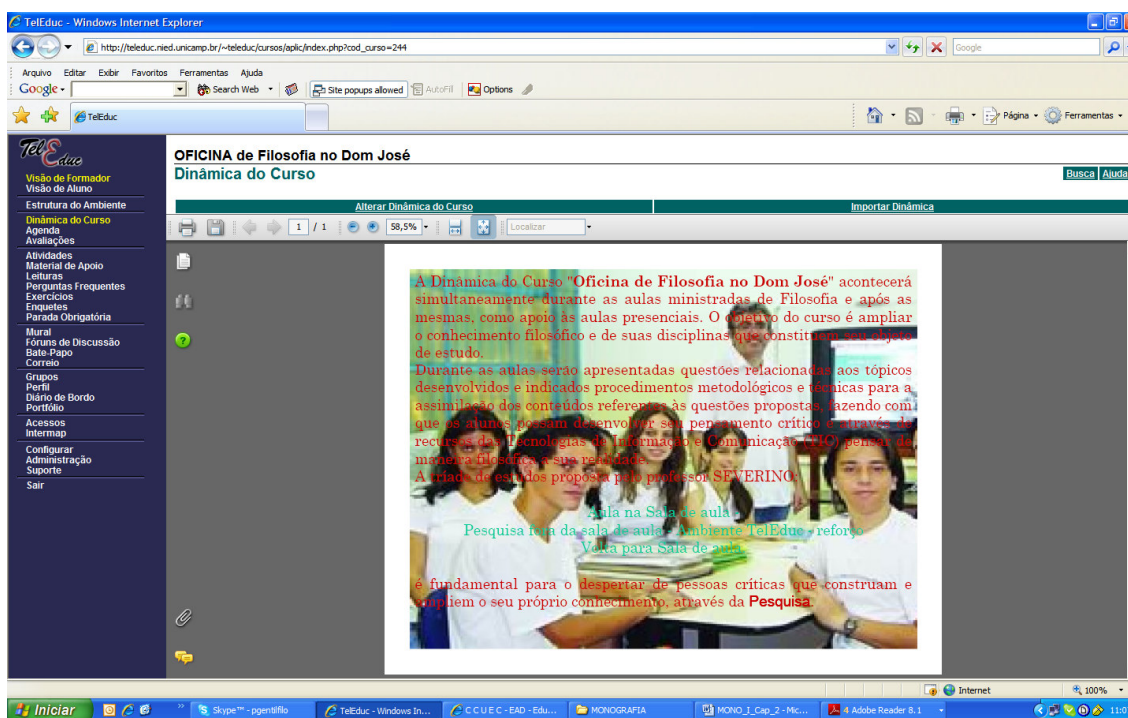 TelEduc - Windows Internet Explorer
http://teleduc.nied.unicamp.br/~teleduc/cursos/aplic/index.php?cod_curso=244
Google
Arquivo Editar Exibir Favoritos Ferramentas Ajuda
Google Search Web Site popups allowed AutoFill Options
TelEduc Página Ferramentas
TelEduc
OFICINA de Filosofia no Dom José
Dinâmica do Curso
Busca Ajuda
Alterar Dinâmica do Curso Importar Dinâmica
1 / 1 58,5% Localizar
Visão de Formador
Visão de Aluno
Estrutura do Ambiente
Dinâmica do Curso
Agenda
Avaliações
Atividades
Material de Apoio
Leituras
Perguntas Frequentes
Exercícios
Enquetes
Parada Obrigatória
Mural
Fóruns de Discussão
Bate-Papo
Correio
Grupos
Perfil
Diário de Bordo
Portfólio
Acessos
Intermap
Configurar
Administração
Suporte
Sair
A Dinâmica do Curso "Oficina de Filosofia no Dom José" acontecerá
simultaneamente durante as aulas ministradas de Filosofia e após as
mesmas, como apoio às aulas presenciais. O objetivo do curso é ampliar
o conhecimento filosófico e de suas disciplinas que constituem seu objeto
de estudo.
Durante as aulas serão apresentadas questões relacionadas aos tópicos
desenvolvidos e indicados procedimentos metodológicos e técnicas para a
assimilação dos conteúdos referentes às questões propostas, fazendo com
que os alunos possam desenvolver seu pensamento crítico e através de
recursos das Tecnologias de Informação e Comunicação (TIC) pensar de
maneira filosófica a sua realidade.
A tríade de estudos proposta pelo professor SEVERINO:
Aula na Sala de aula -
Pesquisa fora da sala de aula - Ambiente TelEduc - reforço
Volta para Sala de aula
é fundamental para o despertar de pessoas críticas que construam e
ampliem o seu próprio conhecimento, através da Pesquisa.
Internet 100%
Iniciar Skype™ - pgentilfilo TelEduc - Windows In... C C U E C - EAD - Edu... MONOGRAFIA MONO_I_Cap_2 - Mic... 4 Adobe Reader 8.1